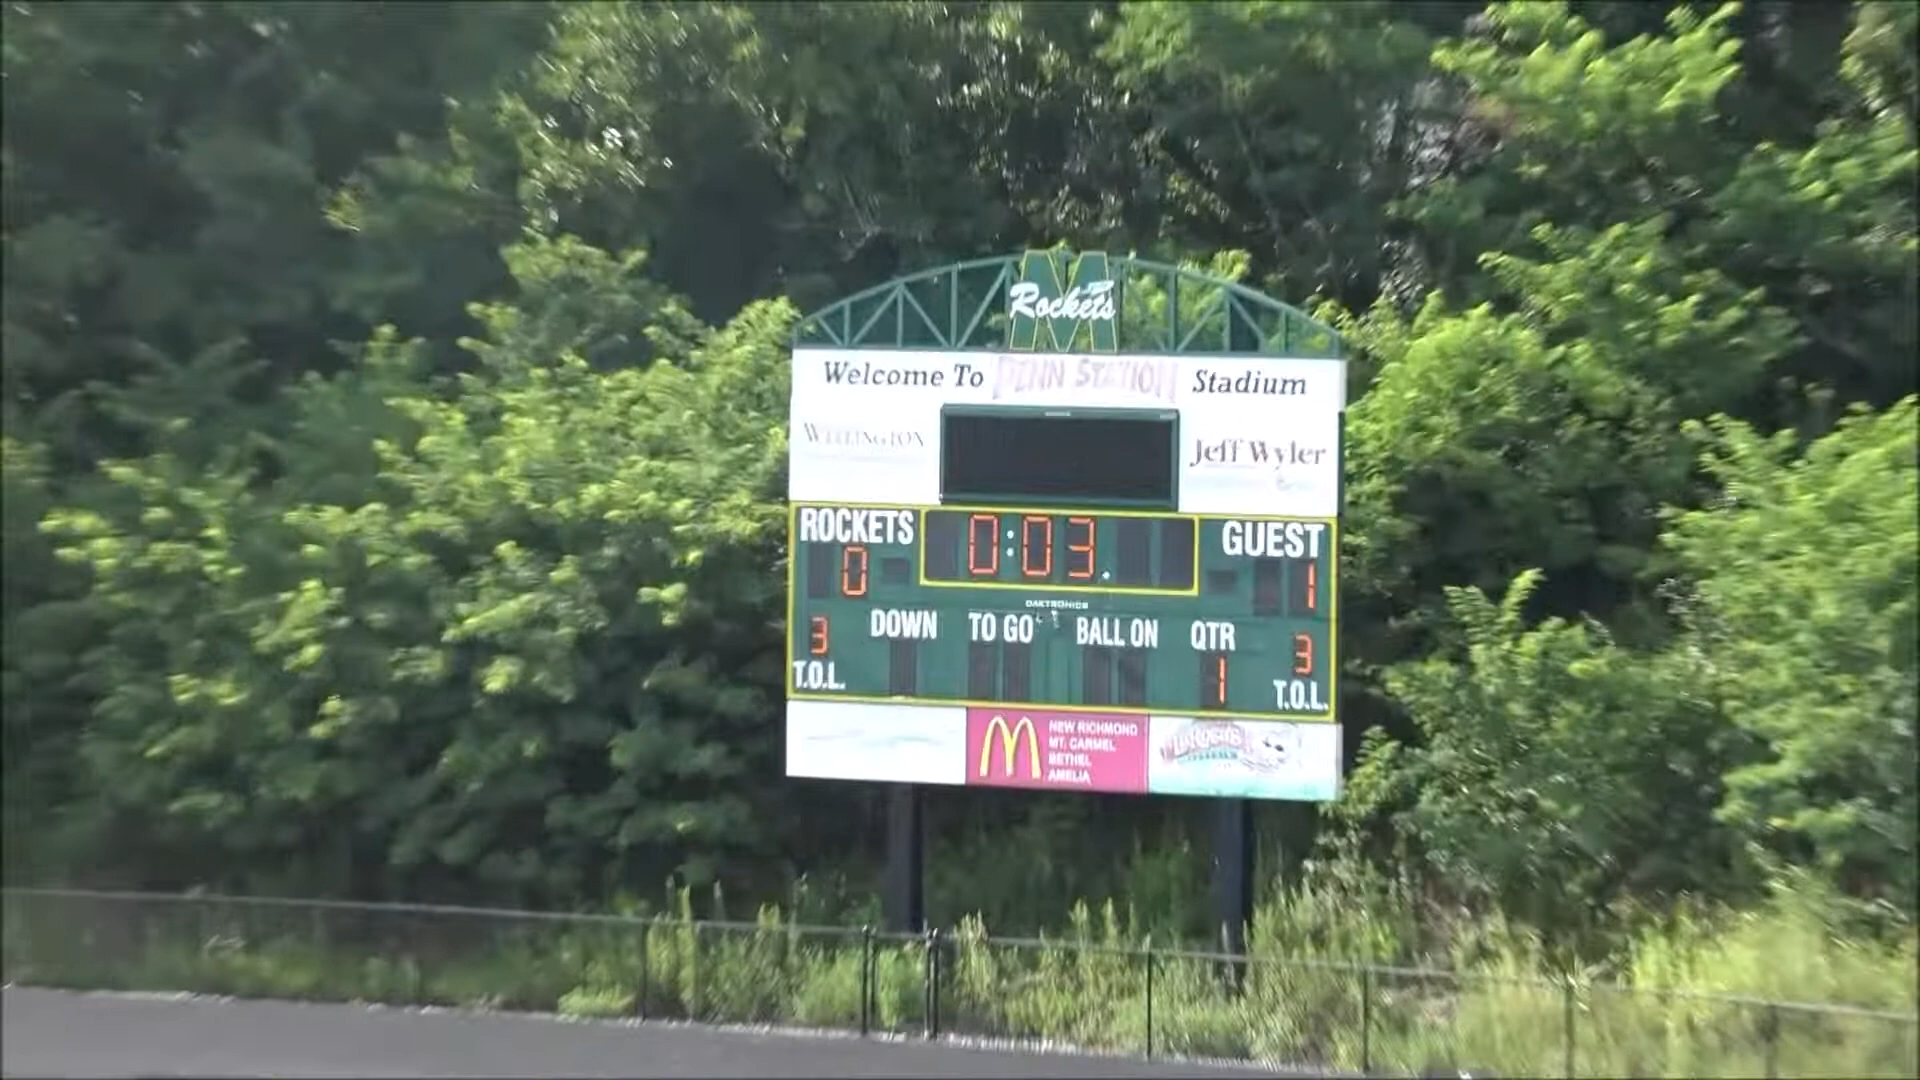 M
Rockets
Welcome To PENN STATION Stadium
WELLINGTON
Jeff Wyler
ROCKETS 0:03. GUEST
0 1
DAKTRONICS
3 DOWN TO GO BALL ON QTR 3
T.O.L. 1 T.O.L.
NEW RICHMOND
MT. CARMEL
BETHEL
AMELIA
LAROSA'S